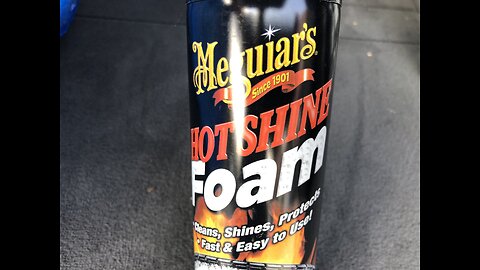 Meguiar's
Since 1901
HOT SHINE
Foam
Cleans, Shines, Protects
• Fast & Easy to Use!